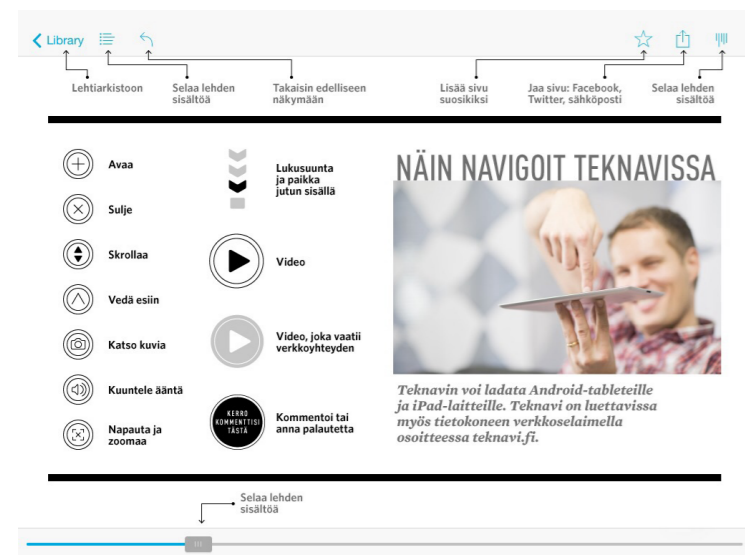 Library
Lehtiarkistoon
Selaa lehden
sisältöä
Takaisin edelliseen
näkymään
Lisää sivu
suosikiksi
Jaa sivu: Facebook,
Twitter, sähköposti
Selaa lehden
sisältöä
Avaa
Sulje
Skrollaa
Vedä esiin
Katso kuvia
Kuuntele ääntä
Napauta ja
zoomaa
Lukusuunta
ja paikka
jutun sisällä
Video
Video, joka vaatii
verkkoyhteyden
KERRO
KOMMENTTISI
TÄSTÄ
Kommentoi tai
anna palautetta
NÄIN NAVIGOIT TEKNAVISSA
Teknavin voi ladata Android-tableteille
ja iPad-laitteille. Teknavi on luettavissa
myös tietokoneen verkkoselaimella
osoitteessa teknavi.fi.
Selaa lehden
sisältöä